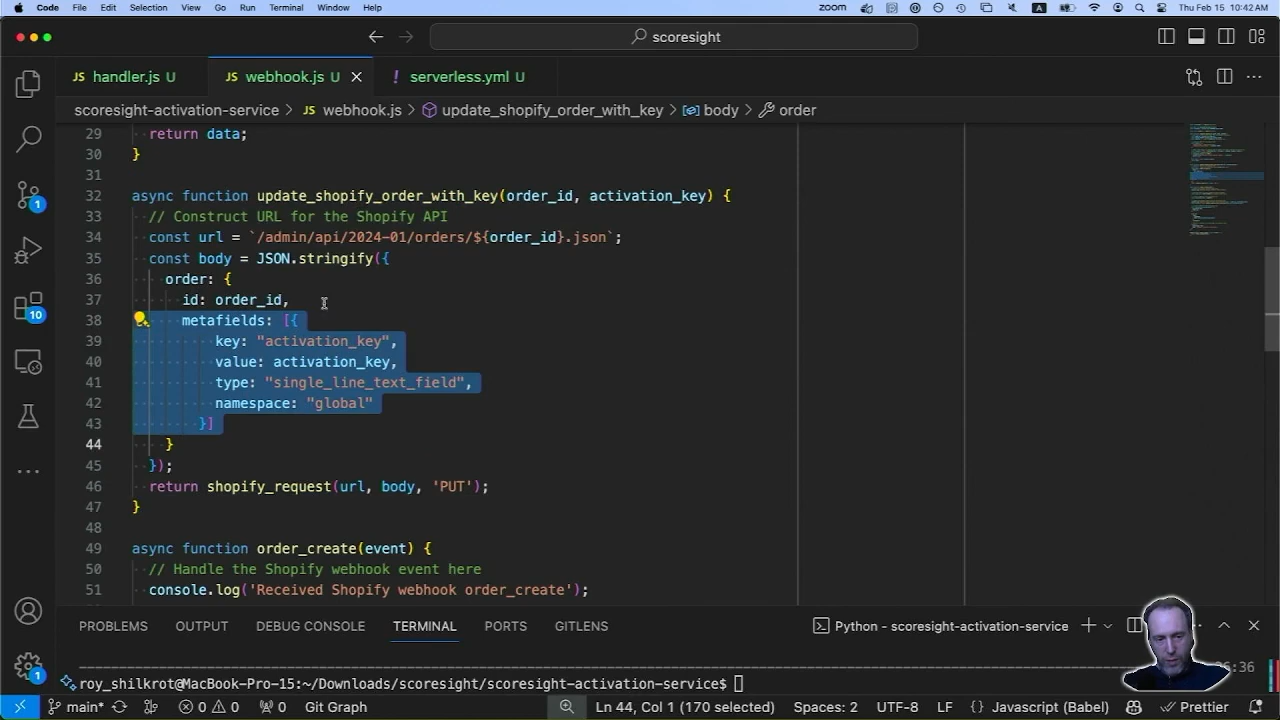 Code File Edit Selection View Go Run Terminal Window Help zoom A Thu Feb 15 10:42 AM
scoresight
JS handler.js U JS webhook.js U ! serverless.yml U
scoresight-activation-service > JS webhook.js > update_shopify_order_with_key > body > order
29 return data;
30 }
31
32 async function update_shopify_order_with_key(order_id, activation_key) {
33 // Construct URL for the Shopify API
34 const url = `/admin/api/2024-01/orders/${order_id}.json`;
35 const body = JSON.stringify({
36 order: {
37 id: order_id,
38 metafields: [{
39 key: "activation_key",
40 value: activation_key,
41 type: "single_line_text_field",
42 namespace: "global"
43 }]
44 }
45 });
46 return shopify_request(url, body, 'PUT');
47 }
48
49 async function order_create(event) {
50 // Handle the Shopify webhook event here
51 console.log('Received Shopify webhook order_create');
1
10
1
PROBLEMS OUTPUT DEBUG CONSOLE TERMINAL PORTS GITLENS Python - scoresight-activation-service
roy_shilkrot@MacBook-Pro-15:~/Downloads/scoresight/scoresight-activation-service$
main* 0 0 0 Git Graph Ln 44, Col 1 (170 selected) Spaces: 2 UTF-8 LF {} JavaScript (Babel) Prettier